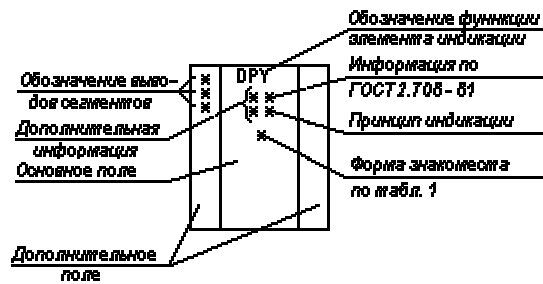 Обозначение фуннкции
элемента индикации
DPY
Информация по
ГОСТ 2.708-81
Обозначение выво-
дов сегментов
Принцип индикации
Дополнительная
информация
Основное поле
Форма знакоместа
по табл. 1
Дополнительное
поле